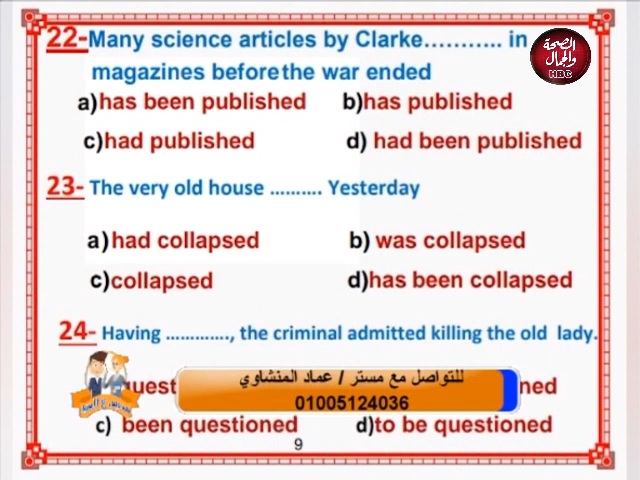 22-Many science articles by Clarke……….. in
magazines before the war ended
a)has been published b)has published
c)had published d) had been published
23- The very old house ………. Yesterday
a) had collapsed b) was collapsed
c)collapsed d)has been collapsed
24- Having …………., the criminal admitted killing the old lady.
للتواصل مع مستر / عماد المنشاوي
01005124036
c) been questioned d)to be questioned
9
الصحة
والجمال
HBC